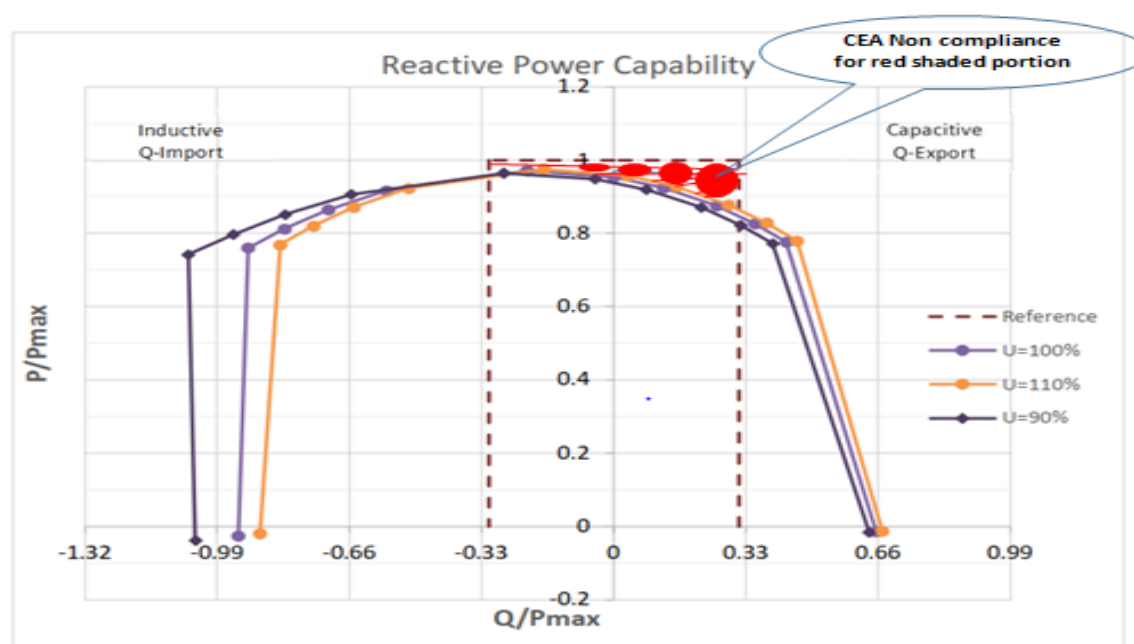 CEA Non compliance
for red shaded portion
Reactive Power Capability
1.2
Inductive
Q-Import
Capacitive
Q-Export
1
0.8
0.6
0.4
0.2
0
-0.2
P/Pmax
Reference
U=100%
U=110%
U=90%
-1.32
-0.99
-0.66
-0.33
0
0.33
0.66
0.99
Q/Pmax